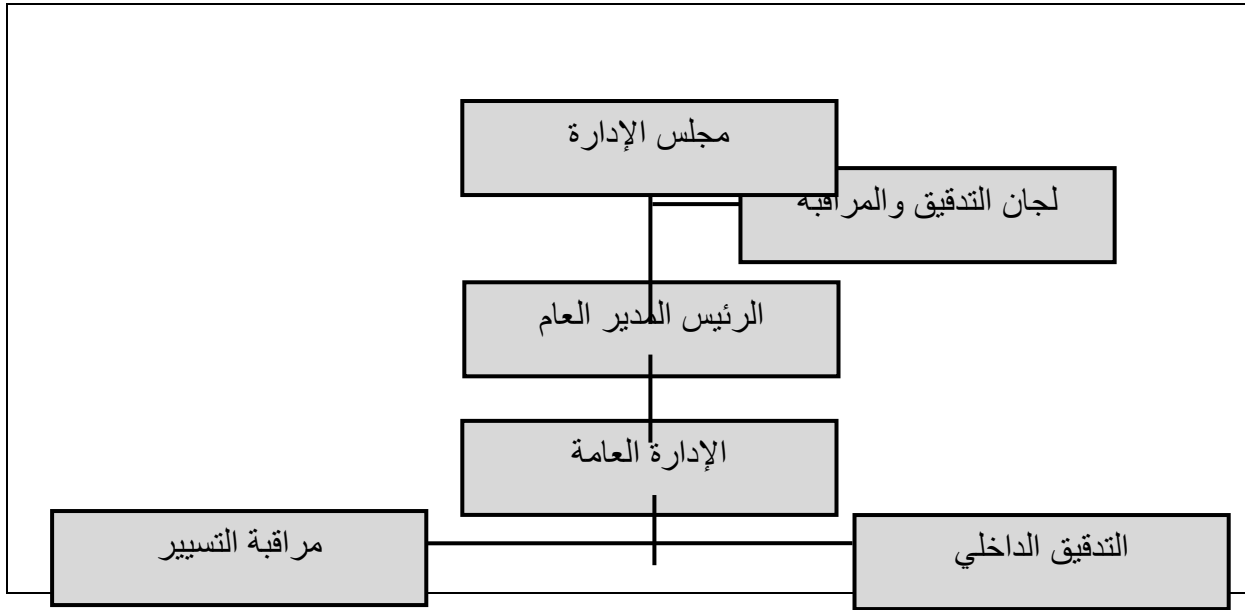 مجلس الإدارة
لجان التدقيق والمراقبة
الرئيس المدير العام
الإدارة العامة
التدقيق الداخلي
مراقبة التسيير